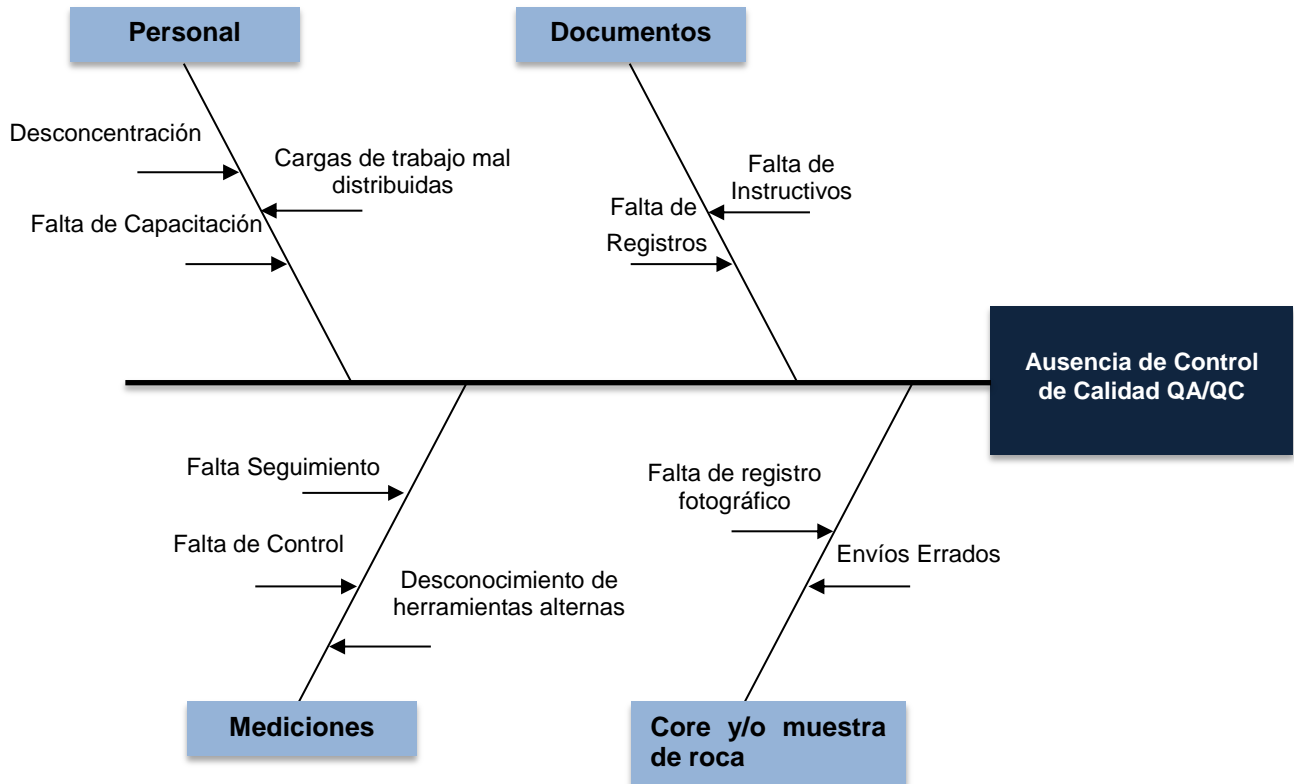 Personal
Documentos
Desconcentración
Cargas de trabajo mal
distribuidas
Falta de Capacitación
Falta de
Instructivos
Falta de
Registros
Ausencia de Control
de Calidad QA/QC
Falta Seguimiento
Falta de Control
Desconocimiento de
herramientas alternas
Falta de registro
fotográfico
Envíos Errados
Mediciones
Core y/o muestra
de roca